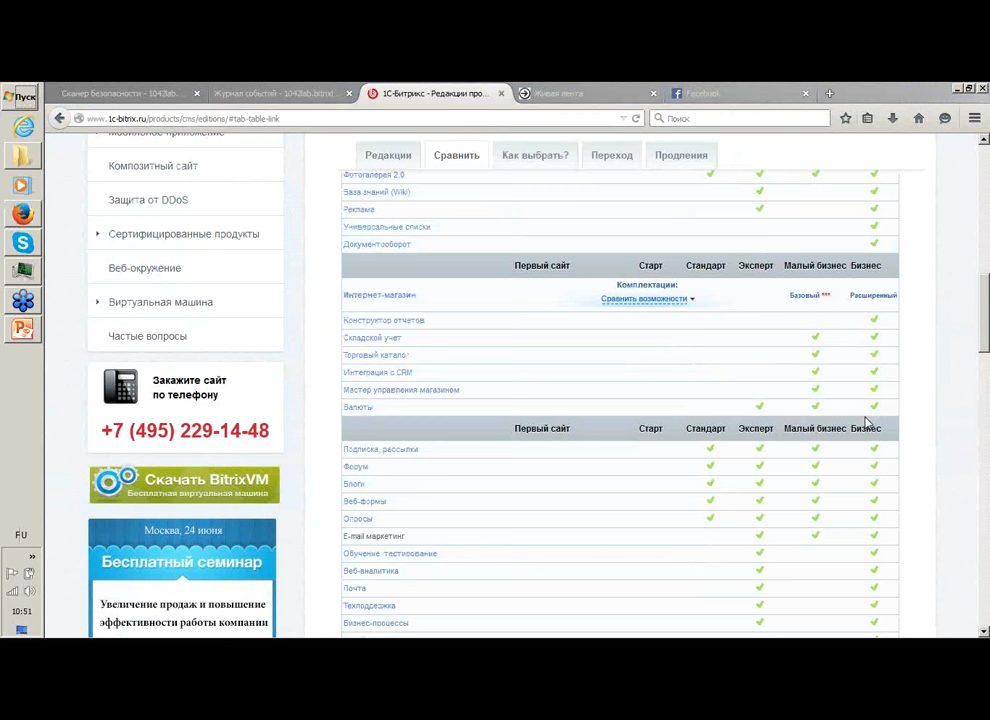 Пуск
Сканер безопасности - 1042lab...
Журнал событий - 1042lab.bitrix...
1С-Битрикс - Редакции про...
Живая лента
Facebook
www.1c-bitrix.ru/products/cms/editions/#tab-table-link
Поиск
Мобильное приложение
Композитный сайт
Защита от DDoS
Сертифицированные продукты
Веб-окружение
Виртуальная машина
Частые вопросы
Закажите сайт
по телефону
+7 (495) 229-14-48
Скачать BitrixVM
Бесплатная виртуальная машина
Москва, 24 июня
Бесплатный семинар
Увеличение продаж и повышение
эффективности работы компании
Редакции Сравнить Как выбрать? Переход Продления
Фотогалерея 2.0
База знаний (Wiki)
Реклама
Универсальные списки
Документооборот
Первый сайт Старт Стандарт Эксперт Малый бизнес Бизнес
Комплектации:
Интернет-магазин Сравнить возможности Базовый *** Расширенный
Конструктор отчетов
Складской учет
Торговый каталог
Интеграция с CRM
Мастер управления магазином
Валюты
Первый сайт Старт Стандарт Эксперт Малый бизнес Бизнес
Подписка, рассылки
Форум
Блоги
Веб-формы
Опросы
E-mail маркетинг
Обучение, тестирование
Веб-аналитика
Почта
Техподдержка
Бизнес-процессы
FU
10:51